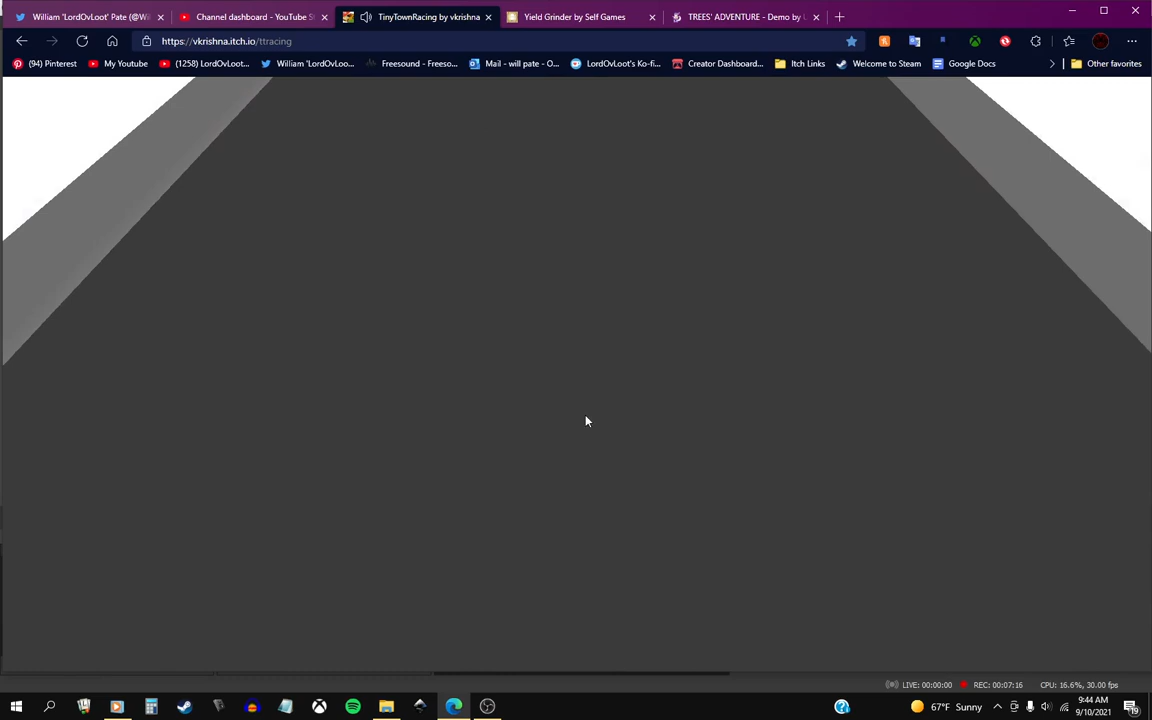 William 'LordOvLoot' Pate (@Wi
Channel dashboard - YouTube S
TinyTownRacing by vkrishna
Yield Grinder by Self Games
TREES' ADVENTURE - Demo by
https://vkrishna.itch.io/ttracing
(94) Pinterest
My Youtube
(1258) LordOvLoot...
William 'LordOvLoo...
Freesound - Freeso...
Mail - will pate - O...
LordOvLoot's Ko-fi...
Creator Dashboard...
Itch Links
Welcome to Steam
Google Docs
Other favorites
LIVE: 00:00:00
REC: 00:07:16
CPU: 16.6%, 30.00 fps
67°F Sunny
9:44 AM
9/10/2021
19